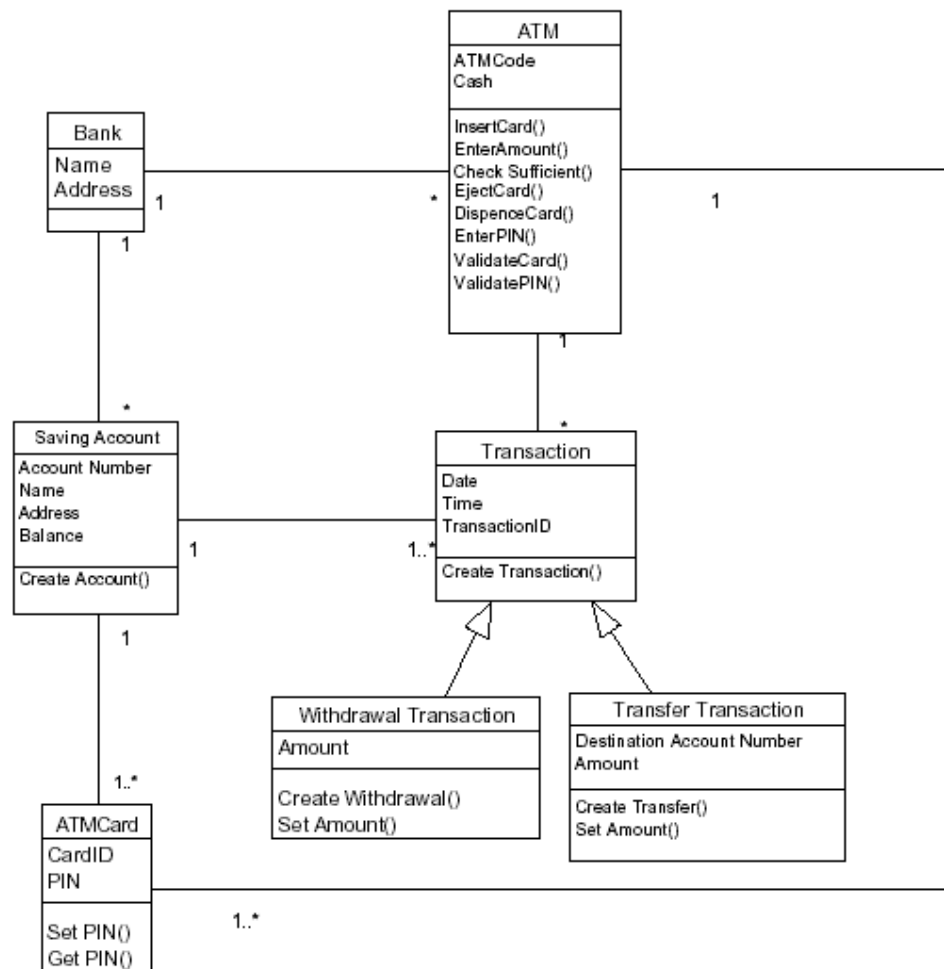 ATM
ATMCode
Cash
InsertCard()
EnterAmount()
Check Sufficient()
EjectCard()
DispenceCard()
EnterPIN()
ValidateCard()
ValidatePIN()
Bank
Name
Address
1
*
1
1
1
*
*
Saving Account
Account Number
Name
Address
Balance
Create Account()
1
1..*
Transaction
Date
Time
TransactionID
Create Transaction()
1
1..*
Withdrawal Transaction
Amount
Create Withdrawal()
Set Amount()
Transfer Transaction
Destination Account Number
Amount
Create Transfer()
Set Amount()
ATMCard
CardID
PIN
Set PIN()
Get PIN()
1..*